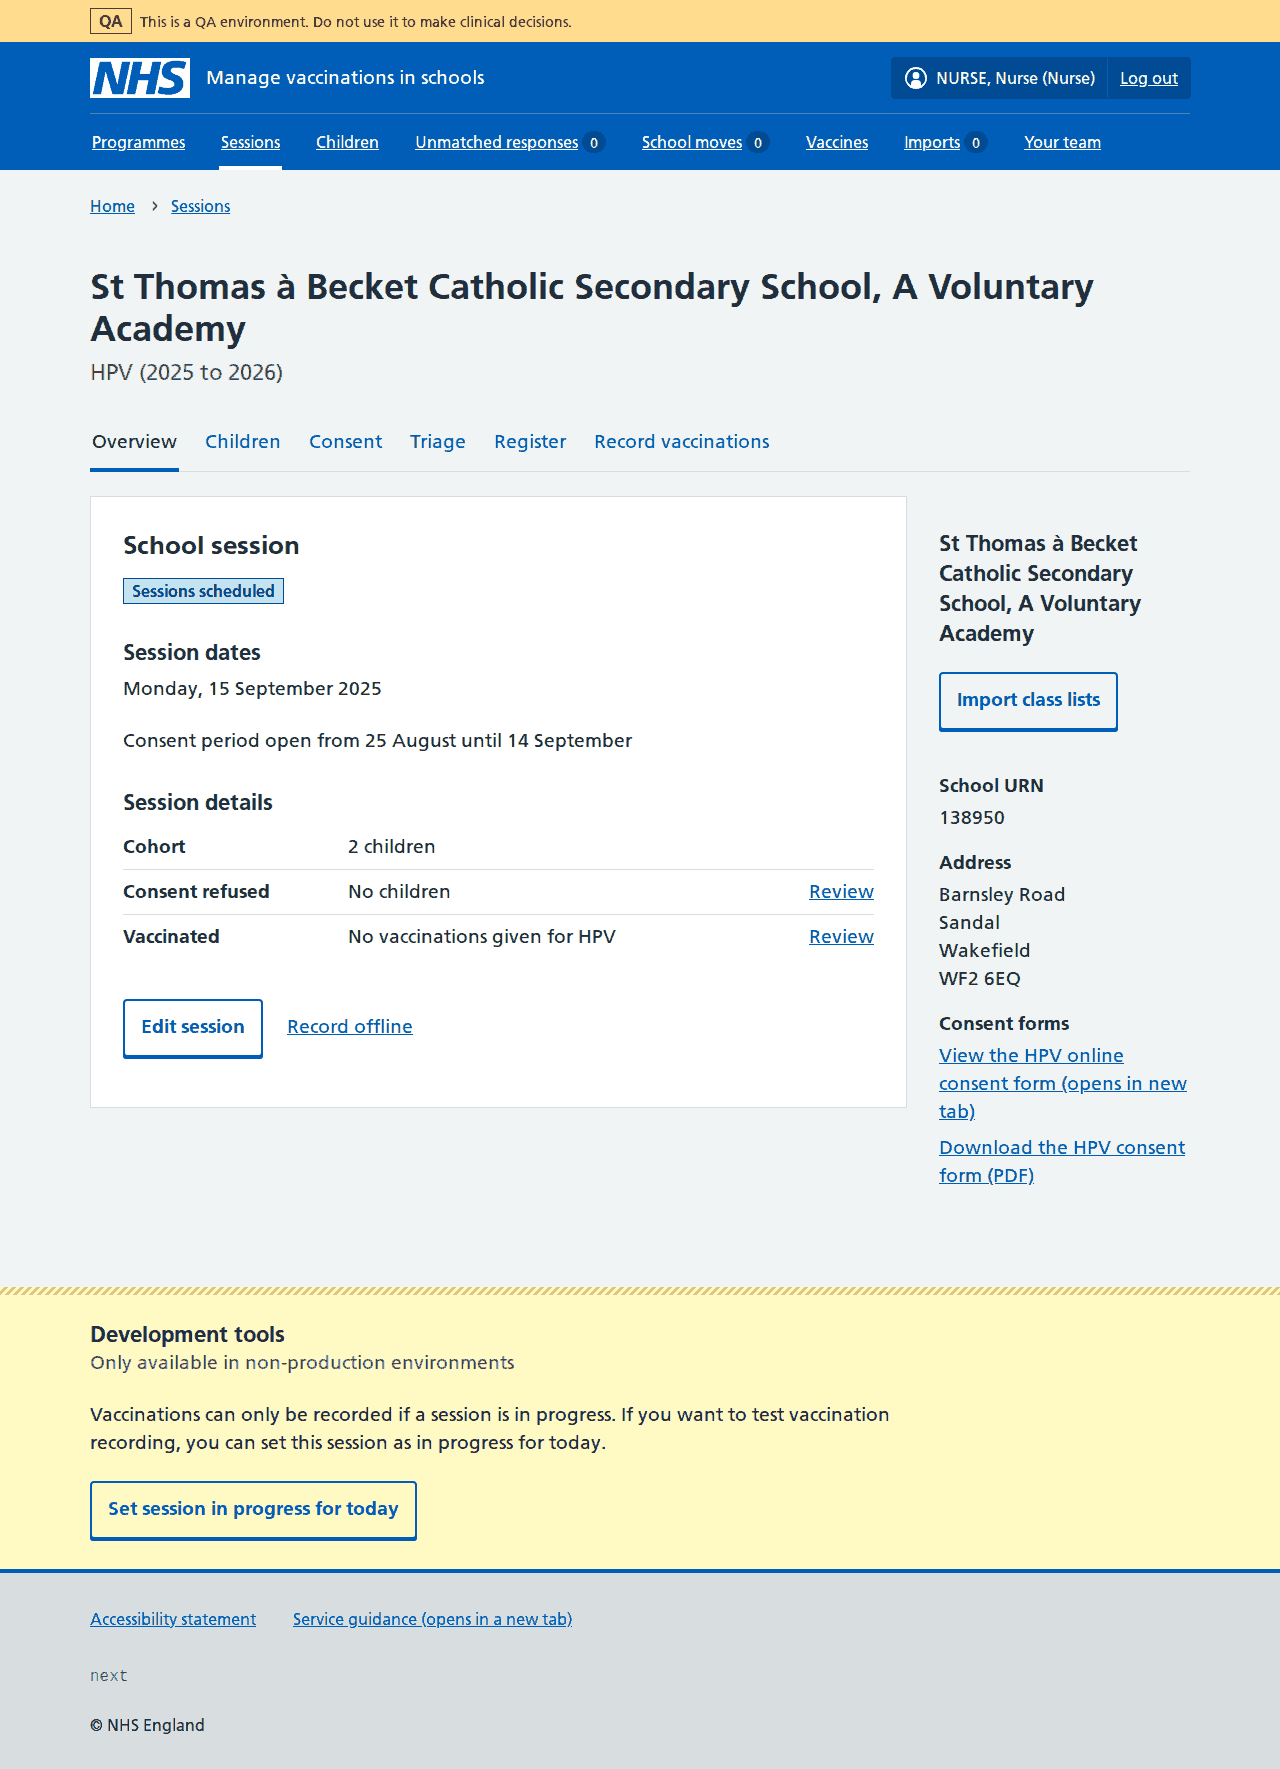 QA This is a QA environment. Do not use it to make clinical decisions.
NHS Manage vaccinations in schools NURSE, Nurse (Nurse) Log out
Programmes Sessions Children Unmatched responses 0 School moves 0 Vaccines Imports 0 Your team
Home › Sessions
St Thomas à Becket Catholic Secondary School, A Voluntary
Academy
HPV (2025 to 2026)
Overview Children Consent Triage Register Record vaccinations
School session
Sessions scheduled
Session dates
Monday, 15 September 2025
Consent period open from 25 August until 14 September
Session details
Cohort 2 children
Consent refused No children Review
Vaccinated No vaccinations given for HPV Review
Edit session Record offline
St Thomas à Becket
Catholic Secondary
School, A Voluntary
Academy
Import class lists
School URN
138950
Address
Barnsley Road
Sandal
Wakefield
WF2 6EQ
Consent forms
View the HPV online
consent form (opens in new
tab)
Download the HPV consent
form (PDF)
Development tools
Only available in non-production environments
Vaccinations can only be recorded if a session is in progress. If you want to test vaccination
recording, you can set this session as in progress for today.
Set session in progress for today
Accessibility statement Service guidance (opens in a new tab)
next
© NHS England